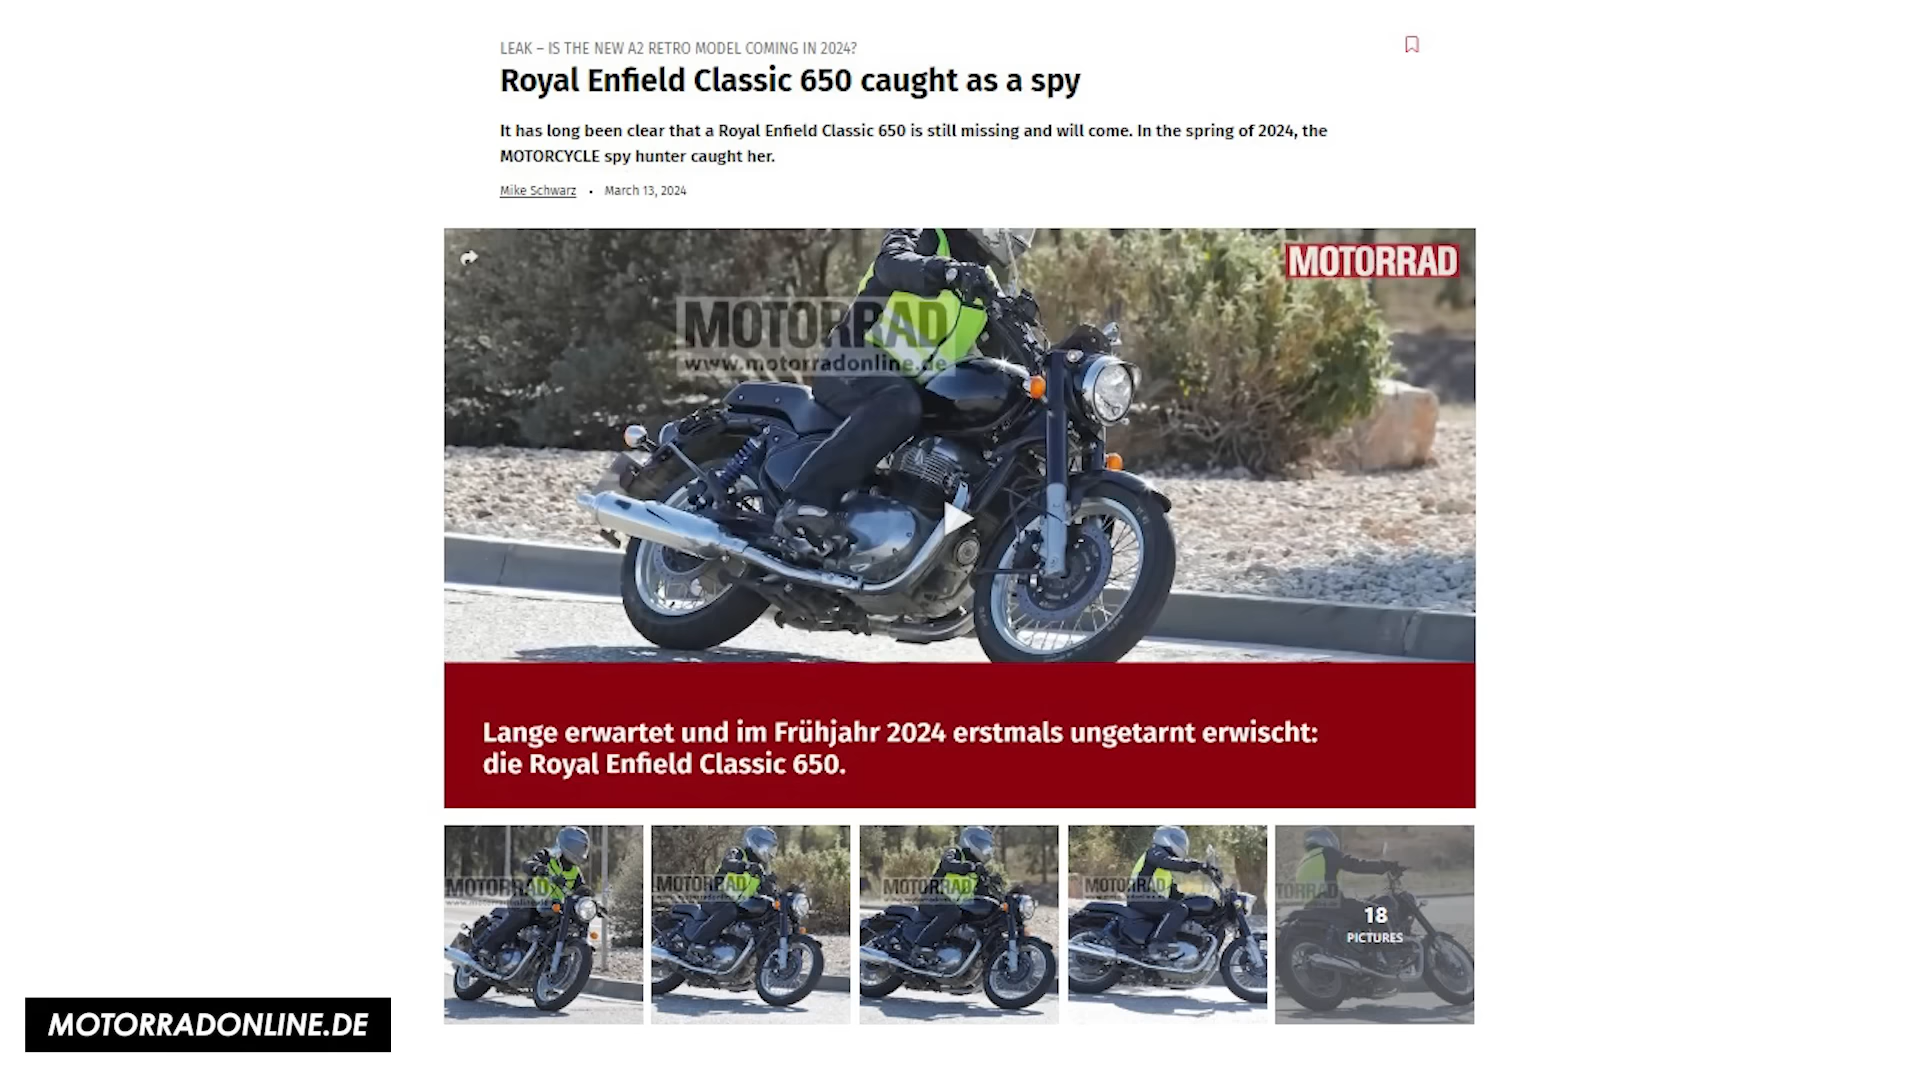 LEAK – IS THE NEW A2 RETRO MODEL COMING IN 2024?
Royal Enfield Classic 650 caught as a spy
It has long been clear that a Royal Enfield Classic 650 is still missing and will come. In the spring of 2024, the
MOTORCYCLE spy hunter caught her.
Mike Schwarz • March 13, 2024
MOTORRAD
MOTORRAD
www.motorradonline.de
Lange erwartet und im Frühjahr 2024 erstmals ungetarnt erwischt:
die Royal Enfield Classic 650.
MOTORRAD
www.motorradonline.de
MOTORRAD
MOTORRAD
MOTORRAD
TORRAD
18
PICTURES
MOTORRADONLINE.DE